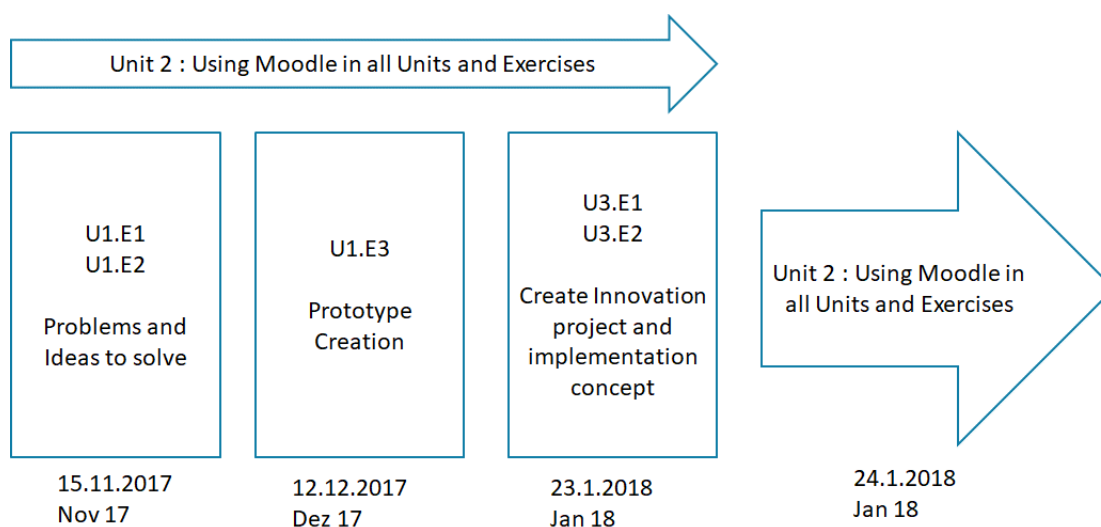 Unit 2 : Using Moodle in all Units and Exercises
U1.E1
U1.E2
Problems and
Ideas to solve
U1.E3
Prototype
Creation
U3.E1
U3.E2
Create Innovation
project and
implementation
concept
Unit 2 : Using Moodle in
all Units and Exercises
15.11.2017
Nov 17
12.12.2017
Dez 17
23.1.2018
Jan 18
24.1.2018
Jan 18